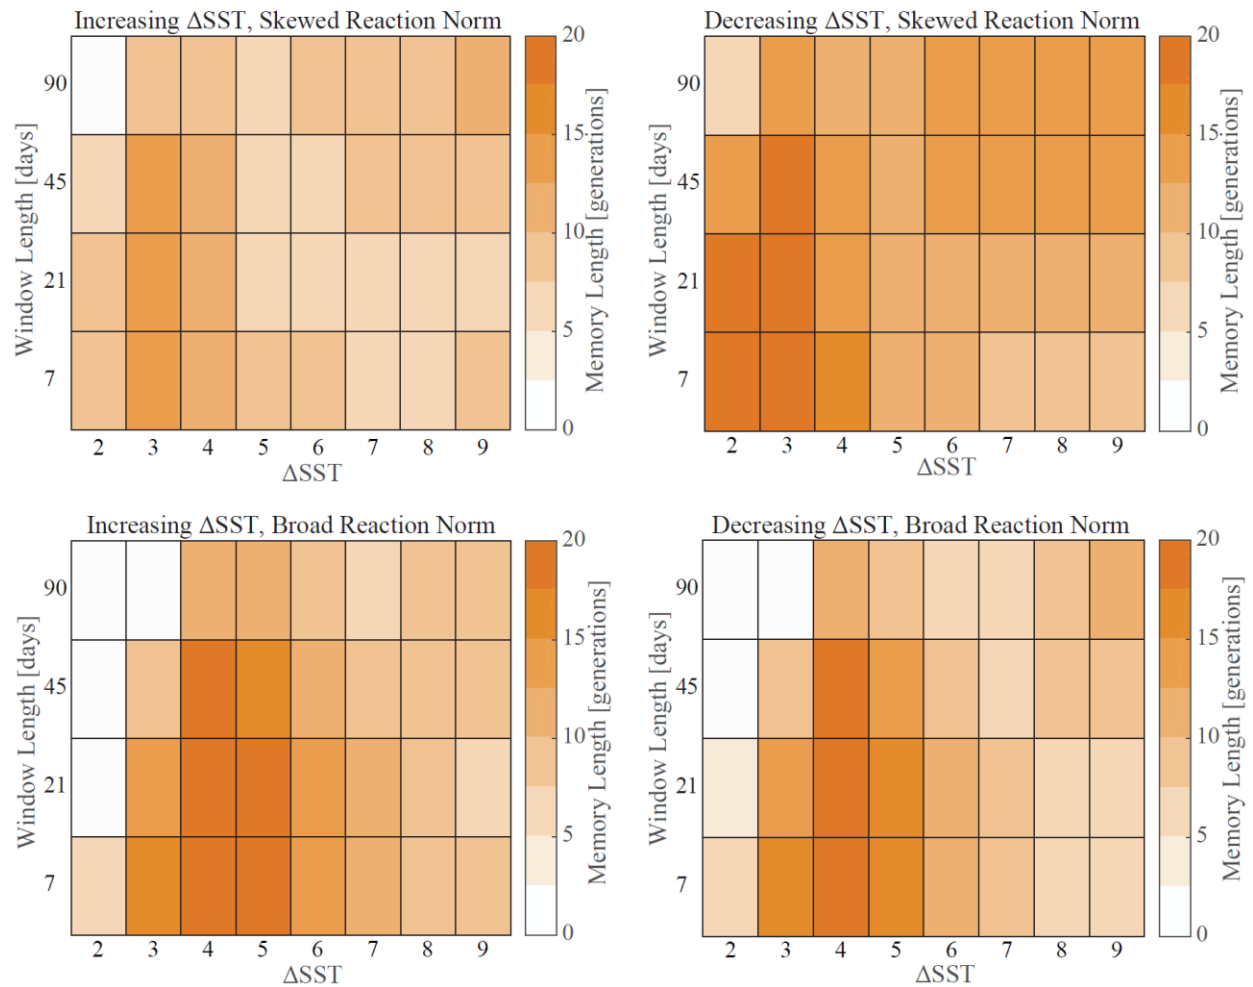 Increasing ΔSST, Skewed Reaction Norm
Window Length [days]
90
45
21
7
2 3 4 5 6 7 8 9
ΔSST
20
15
10
5
0
Memory Length [generations]
Decreasing ΔSST, Skewed Reaction Norm
Window Length [days]
90
45
21
7
2 3 4 5 6 7 8 9
ΔSST
20
15
10
5
0
Memory Length [generations]
Increasing ΔSST, Broad Reaction Norm
Window Length [days]
90
45
21
7
2 3 4 5 6 7 8 9
ΔSST
20
15
10
5
0
Memory Length [generations]
Decreasing ΔSST, Broad Reaction Norm
Window Length [days]
90
45
21
7
2 3 4 5 6 7 8 9
ΔSST
20
15
10
5
0
Memory Length [generations]